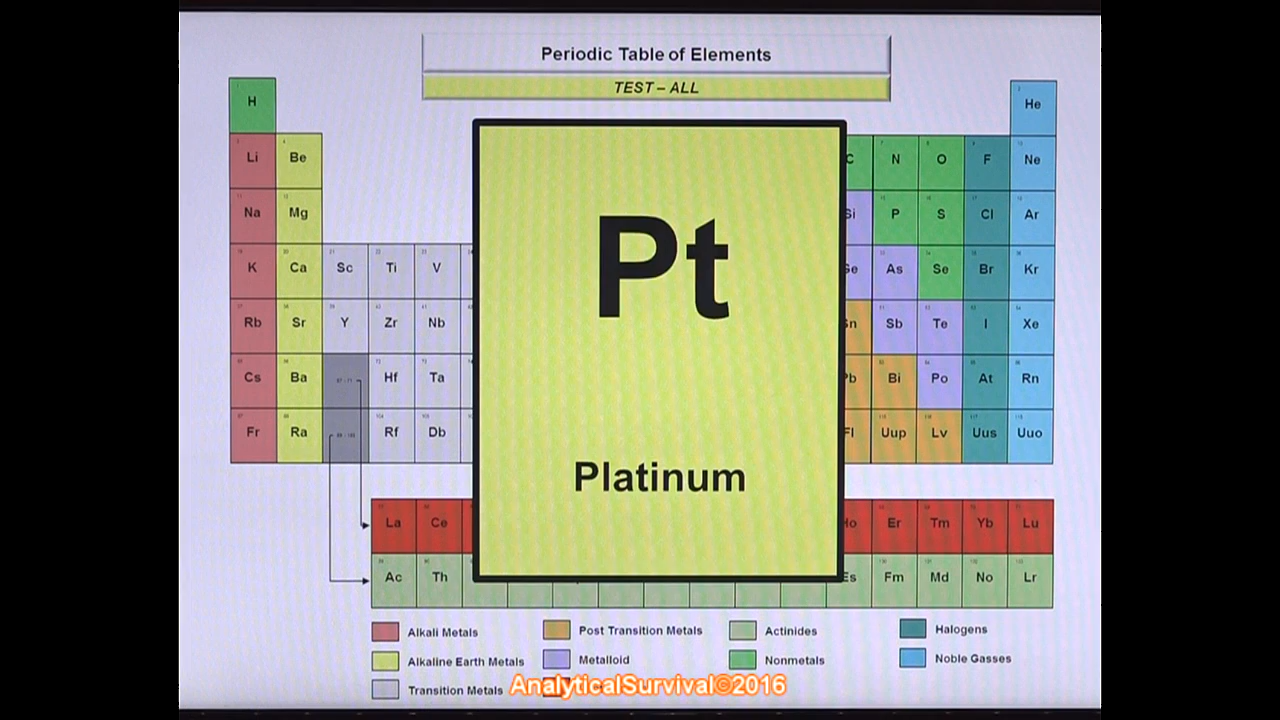 Periodic Table of Elements
TEST – ALL
H He
Li Be C N O F Ne
Na Mg Si P S Cl Ar
K Ca Sc Ti V As Se Br Kr
Rb Sr Y Zr Nb Sb Te I Xe
Cs Ba Hf Ta Bi Po At Rn
Fr Ra Rf Db Fl Uup Lv Uus Uuo
Pt
Platinum
La Ce Er Tm Yb Lu
Ac Th Es Fm Md No Lr
Alkali Metals Post Transition Metals Actinides Halogens
Alkaline Earth Metals Metalloid Nonmetals Noble Gasses
Transition Metals
AnalyticalSurvival©2016